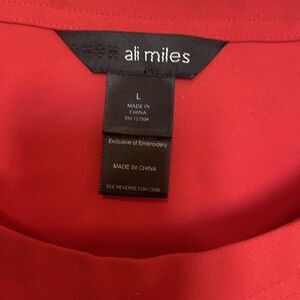 ali miles
L
MADE IN
CHINA
Exclusive of Embroidery
MADE IN CHINA
SEE REVERSE FOR CARE